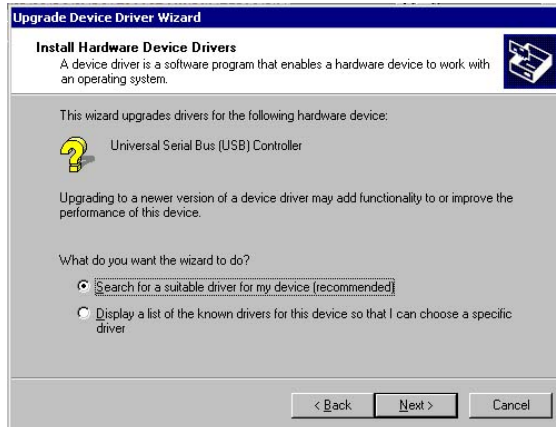 Upgrade Device Driver Wizard
Install Hardware Device Drivers
A device driver is a software program that enables a hardware device to work with
an operating system.
This wizard upgrades drivers for the following hardware device:
Universal Serial Bus (USB) Controller
Upgrading to a newer version of a device driver may add functionality to or improve the
performance of this device.
What do you want the wizard to do?
Search for a suitable driver for my device (recommended)
Display a list of the known drivers for this device so that I can choose a specific
driver
< Back Next > Cancel